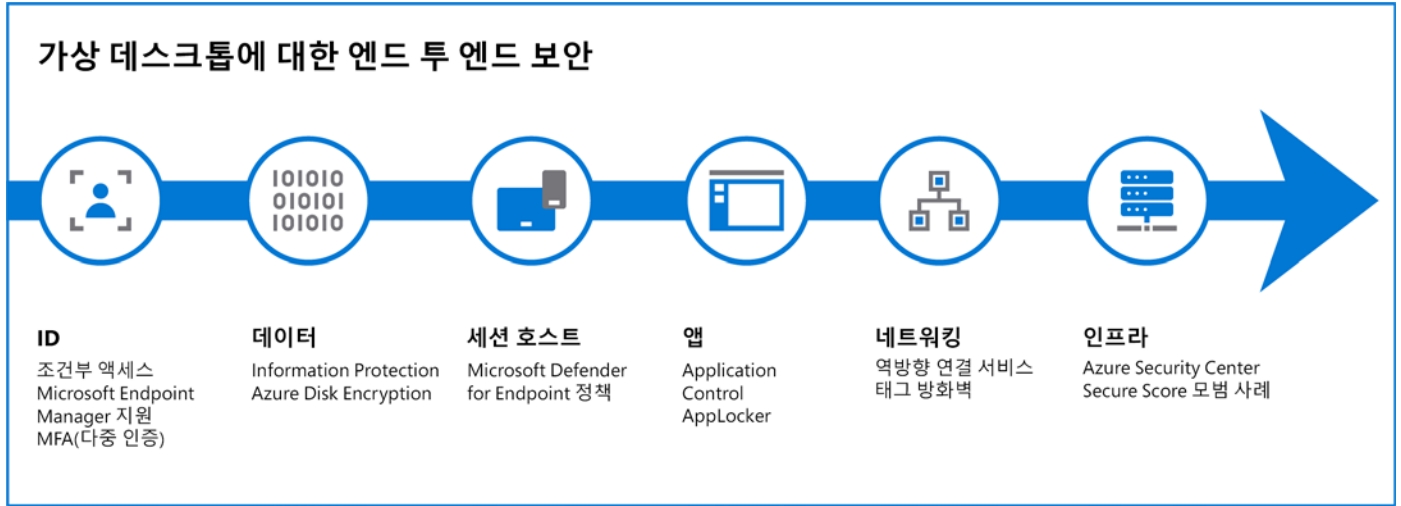 가상 데스크톱에 대한 엔드 투 엔드 보안
101010
010101
101010
ID
조건부 액세스
Microsoft Endpoint
Manager 지원
MFA(다중 인증)
데이터
Information Protection
Azure Disk Encryption
세션 호스트
Microsoft Defender
for Endpoint 정책
앱
Application
Control
AppLocker
네트워킹
역방향 연결 서비스
태그 방화벽
인프라
Azure Security Center
Secure Score 모범 사례